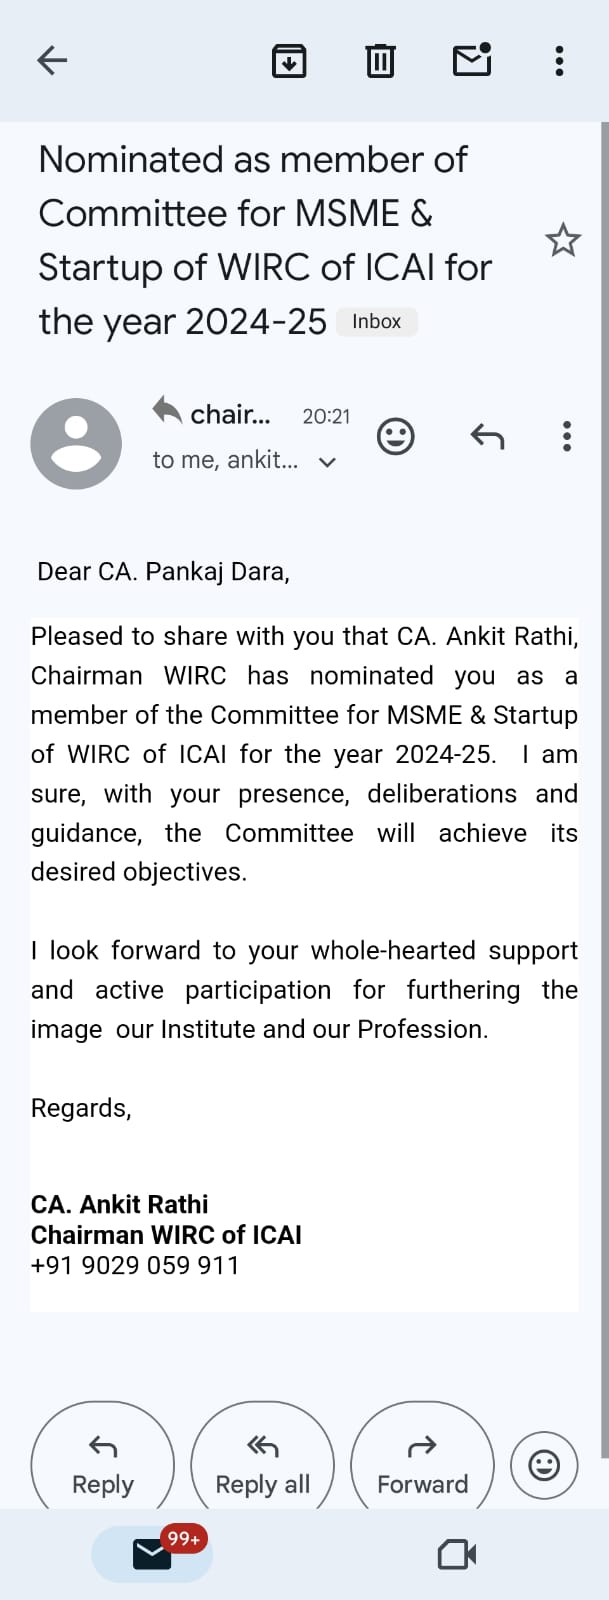 Nominated as member of
Committee for MSME &
Startup of WIRC of ICAI for
the year 2024-25 Inbox
chair... 20:21
to me, ankit...
Dear CA. Pankaj Dara,
Pleased to share with you that CA. Ankit Rathi,
Chairman WIRC has nominated you as a
member of the Committee for MSME & Startup
of WIRC of ICAI for the year 2024-25. I am
sure, with your presence, deliberations and
guidance, the Committee will achieve its
desired objectives.
I look forward to your whole-hearted support
and active participation for furthering the
image our Institute and our Profession.
Regards,
CA. Ankit Rathi
Chairman WIRC of ICAI
+91 9029 059 911
Reply Reply all Forward
99+